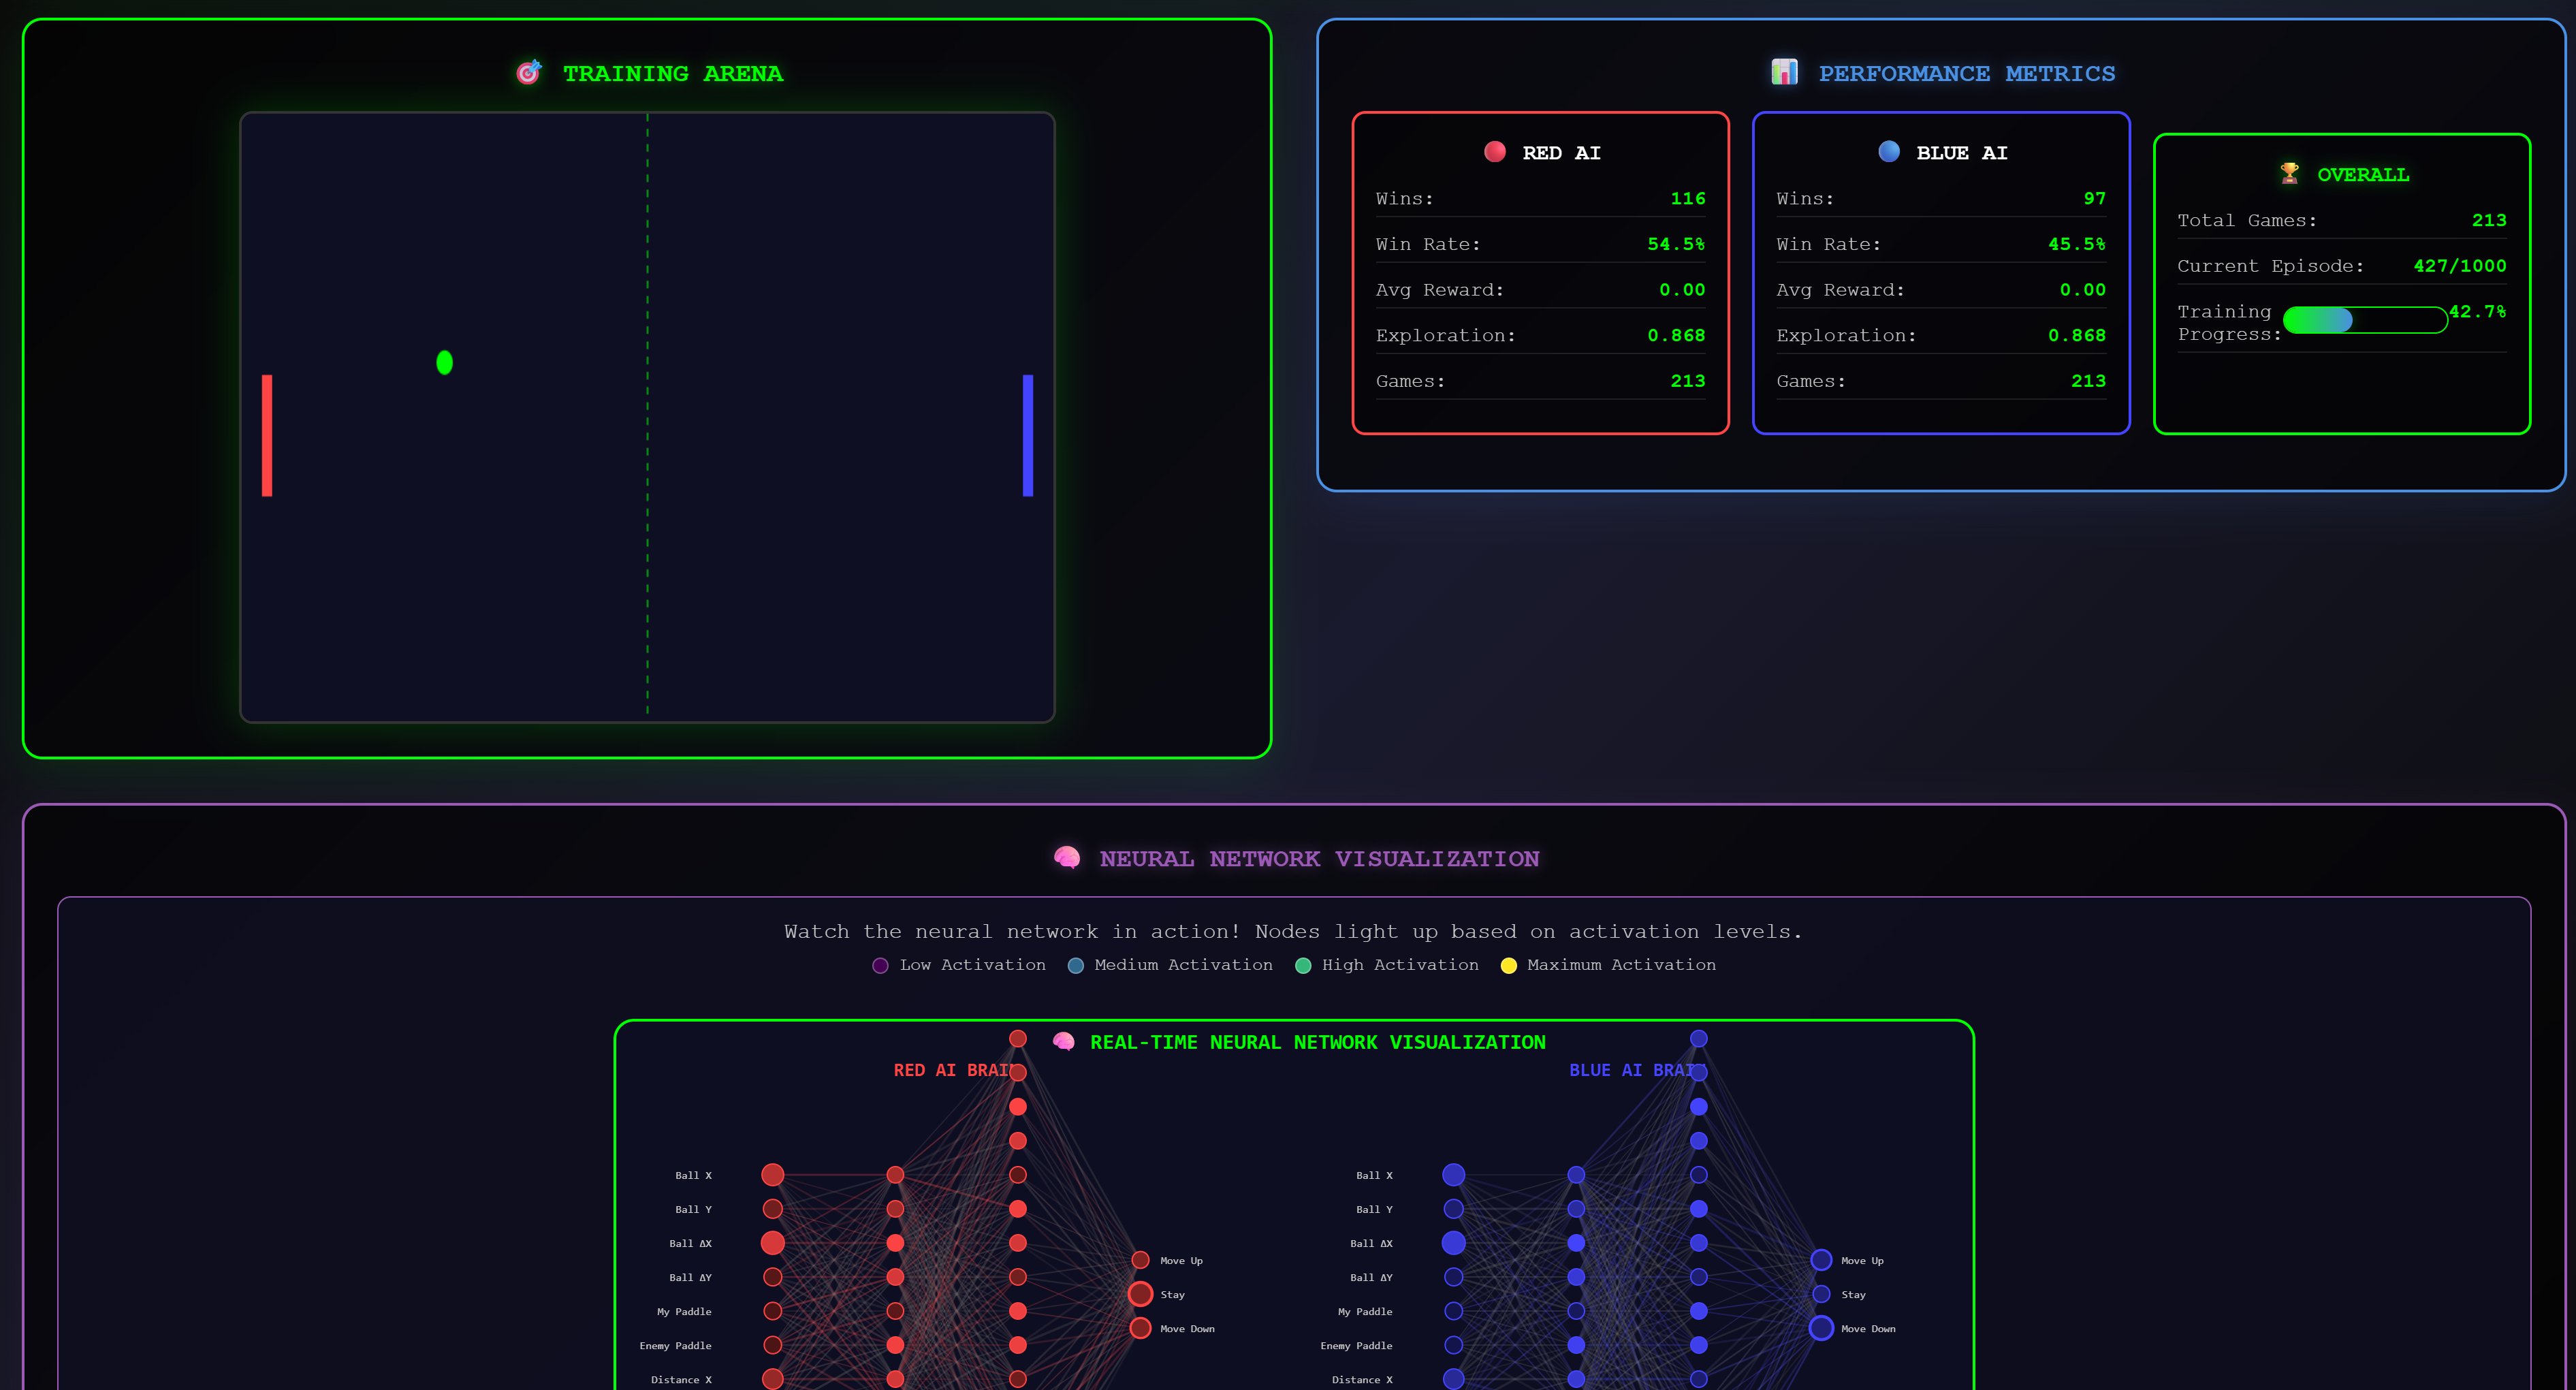 TRAINING ARENA
PERFORMANCE METRICS
RED AI
Wins: 116
Win Rate: 54.5%
Avg Reward: 0.00
Exploration: 0.868
Games: 213
BLUE AI
Wins: 97
Win Rate: 45.5%
Avg Reward: 0.00
Exploration: 0.868
Games: 213
OVERALL
Total Games: 213
Current Episode: 427/1000
Training
Progress: 42.7%
NEURAL NETWORK VISUALIZATION
Watch the neural network in action! Nodes light up based on activation levels.
Low Activation Medium Activation High Activation Maximum Activation
REAL-TIME NEURAL NETWORK VISUALIZATION
RED AI BRAIN
Ball X
Ball Y
Ball ΔX
Ball ΔY
My Paddle
Enemy Paddle
Distance X
Move Up
Stay
Move Down
BLUE AI BRAIN
Ball X
Ball Y
Ball ΔX
Ball ΔY
My Paddle
Enemy Paddle
Distance X
Move Up
Stay
Move Down